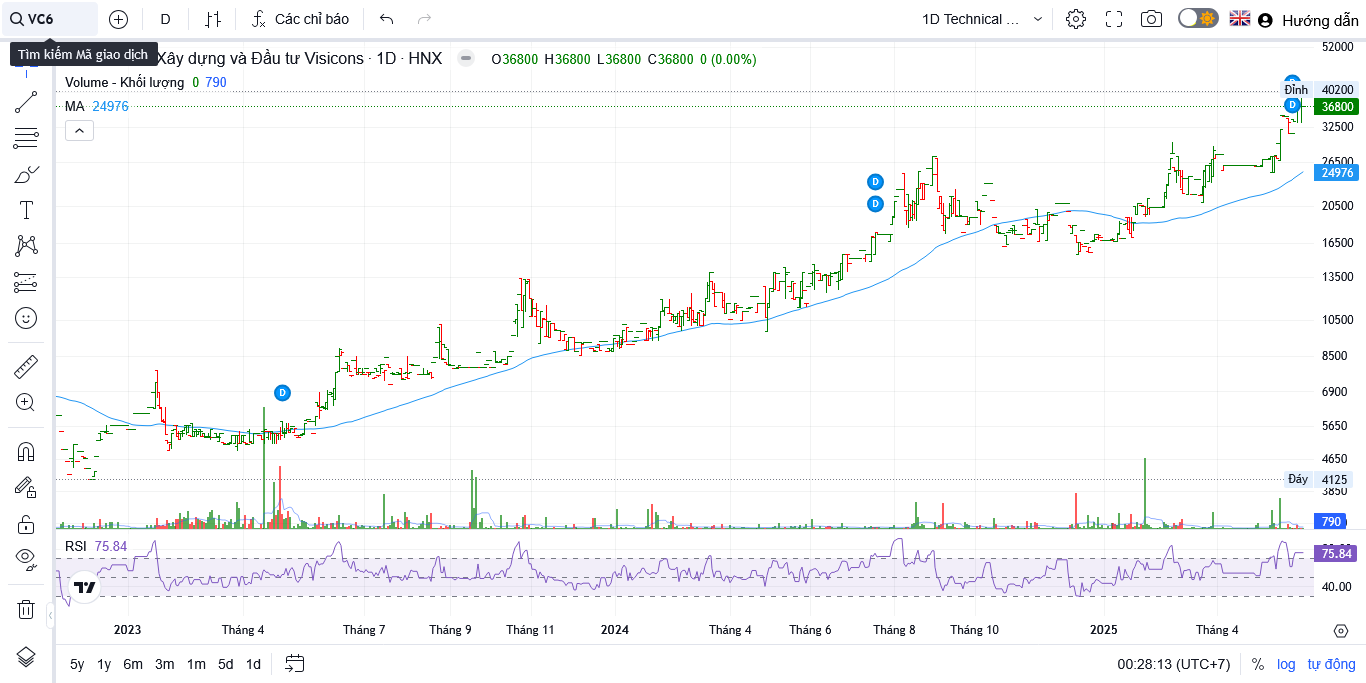 VC6
D
Các chỉ báo
1D Technical ...
Hướng dẫn
Tìm kiếm Mã giao dịch
Xây dựng và Đầu tư Visicons · 1D · HNX
O36800 H36800 L36800 C36800 0 (0.00%)
Volume - Khối lượng 0 790
MA 24976
52000
Đỉnh 40200
36800
32500
26500
24976
20500
16500
13500
10500
8500
6900
5650
4650
Đáy 4125
3850
790
D
D
D
D
RSI 75.84
75.84
40.00
2023
Tháng 4
Tháng 7
Tháng 9
Tháng 11
2024
Tháng 4
Tháng 6
Tháng 8
Tháng 10
2025
Tháng 4
5y 1y 6m 3m 1m 5d 1d
00:28:13 (UTC+7)
% log tự động